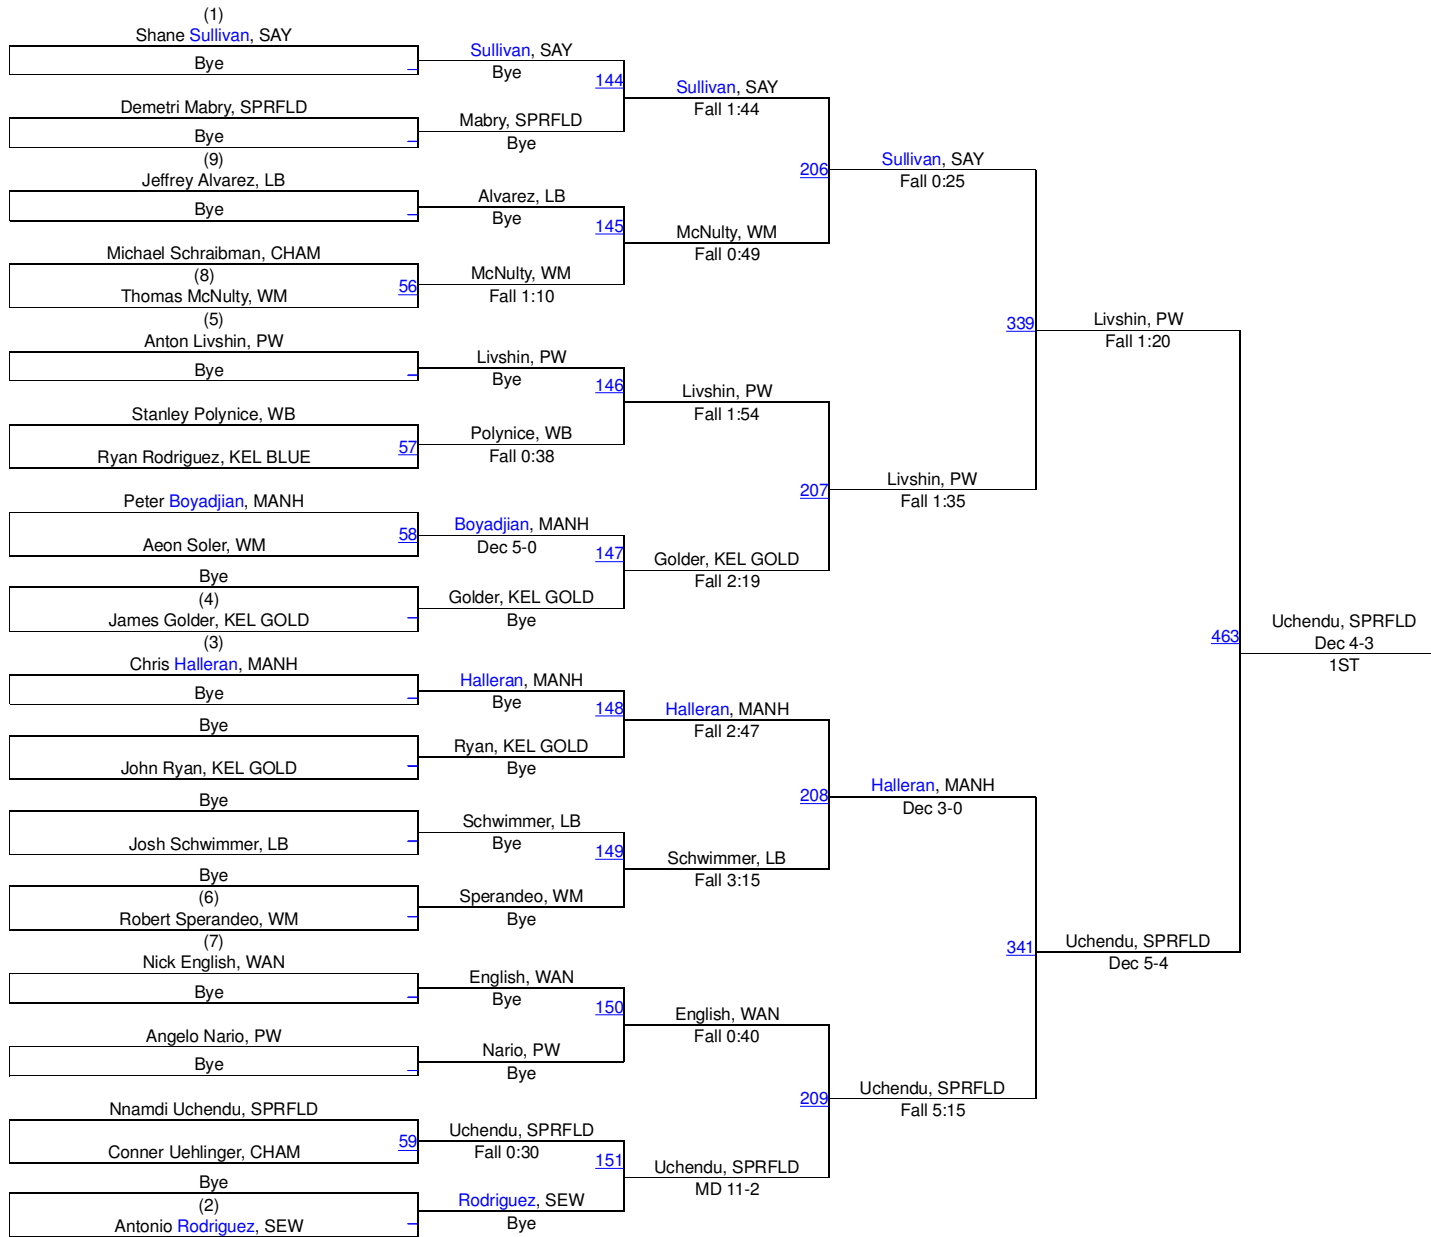 (1)
Shane Sullivan, SAY
Bye
Demetri Mabry, SPRFLD
Bye
(9)
Jeffrey Alvarez, LB
Bye
Michael Schraibman, CHAM
(8)
Thomas McNulty, WM
56
(5)
Anton Livshin, PW
Bye
Stanley Polynice, WB
57
Ryan Rodriguez, KEL BLUE
Peter Boyadjian, MANH
58
Aeon Soler, WM
Bye
(4)
James Golder, KEL GOLD
(3)
Chris Halleran, MANH
Bye
Bye
John Ryan, KEL GOLD
Bye
Josh Schwimmer, LB
Bye
(6)
Robert Sperandeo, WM
(7)
Nick English, WAN
Bye
Angelo Nario, PW
Bye
Nnamdi Uchendu, SPRFLD
59
Conner Uehlinger, CHAM
Bye
(2)
Antonio Rodriguez, SEW
Sullivan, SAY
Bye
144
Mabry, SPRFLD
Bye
Alvarez, LB
Bye
145
McNulty, WM
Fall 1:10
Livshin, PW
Bye
146
Polynice, WB
Fall 0:38
Boyadjian, MANH
Dec 5-0
147
Golder, KEL GOLD
Bye
Halleran, MANH
Bye
148
Ryan, KEL GOLD
Bye
Schwimmer, LB
Bye
149
Sperandeo, WM
Bye
English, WAN
Bye
150
Nario, PW
Bye
Uchendu, SPRFLD
Fall 0:30
151
Rodriguez, SEW
Bye
Sullivan, SAY
Fall 1:44
206
McNulty, WM
Fall 0:49
Livshin, PW
Fall 1:54
207
Golder, KEL GOLD
Fall 2:19
Halleran, MANH
Fall 2:47
208
Schwimmer, LB
Fall 3:15
English, WAN
Fall 0:40
209
Uchendu, SPRFLD
MD 11-2
Sullivan, SAY
Fall 0:25
339
Livshin, PW
Fall 1:35
Halleran, MANH
Dec 3-0
341
Uchendu, SPRFLD
Fall 5:15
Livshin, PW
Fall 1:20
463
Uchendu, SPRFLD
Dec 5-4
Uchendu, SPRFLD
Dec 4-3
1ST